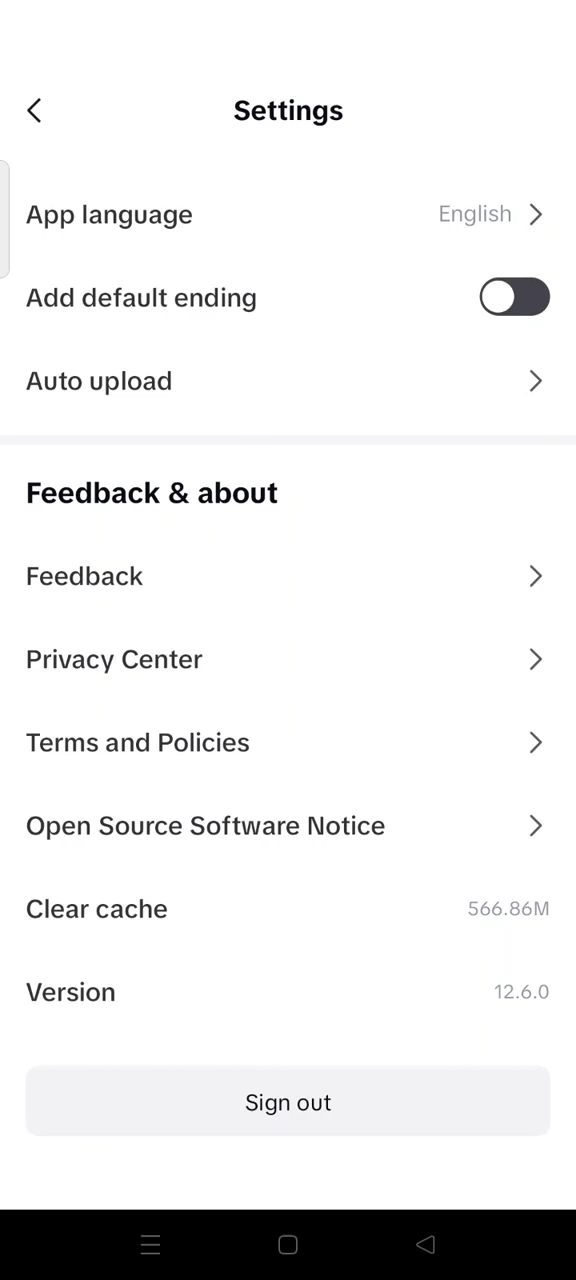 Settings
App language English
Add default ending
Auto upload
Feedback & about
Feedback
Privacy Center
Terms and Policies
Open Source Software Notice
Clear cache 566.86M
Version 12.6.0
Sign out